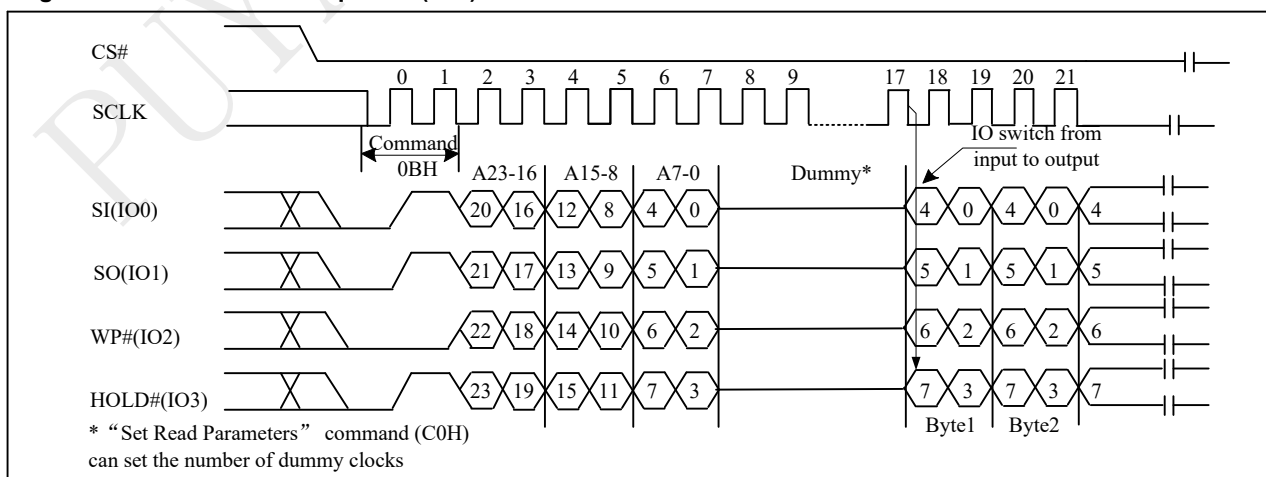 PUY
CS#
0 1 2 3 4 5 6 7 8 9 17 18 19 20 21
SCLK
Command
0BH
IO switch from
input to output
A23-16 A15-8 A7-0 Dummy*
SI(IO0) 20 16 12 8 4 0 4 0 4 0 4
SO(IO1) 21 17 13 9 5 1 5 1 5 1 5
WP#(IO2) 22 18 14 10 6 2 6 2 6 2 6
HOLD#(IO3) 23 19 15 11 7 3 7 3 7 3 7
Byte1 Byte2
* “Set Read Parameters” command (C0H)
can set the number of dummy clocks